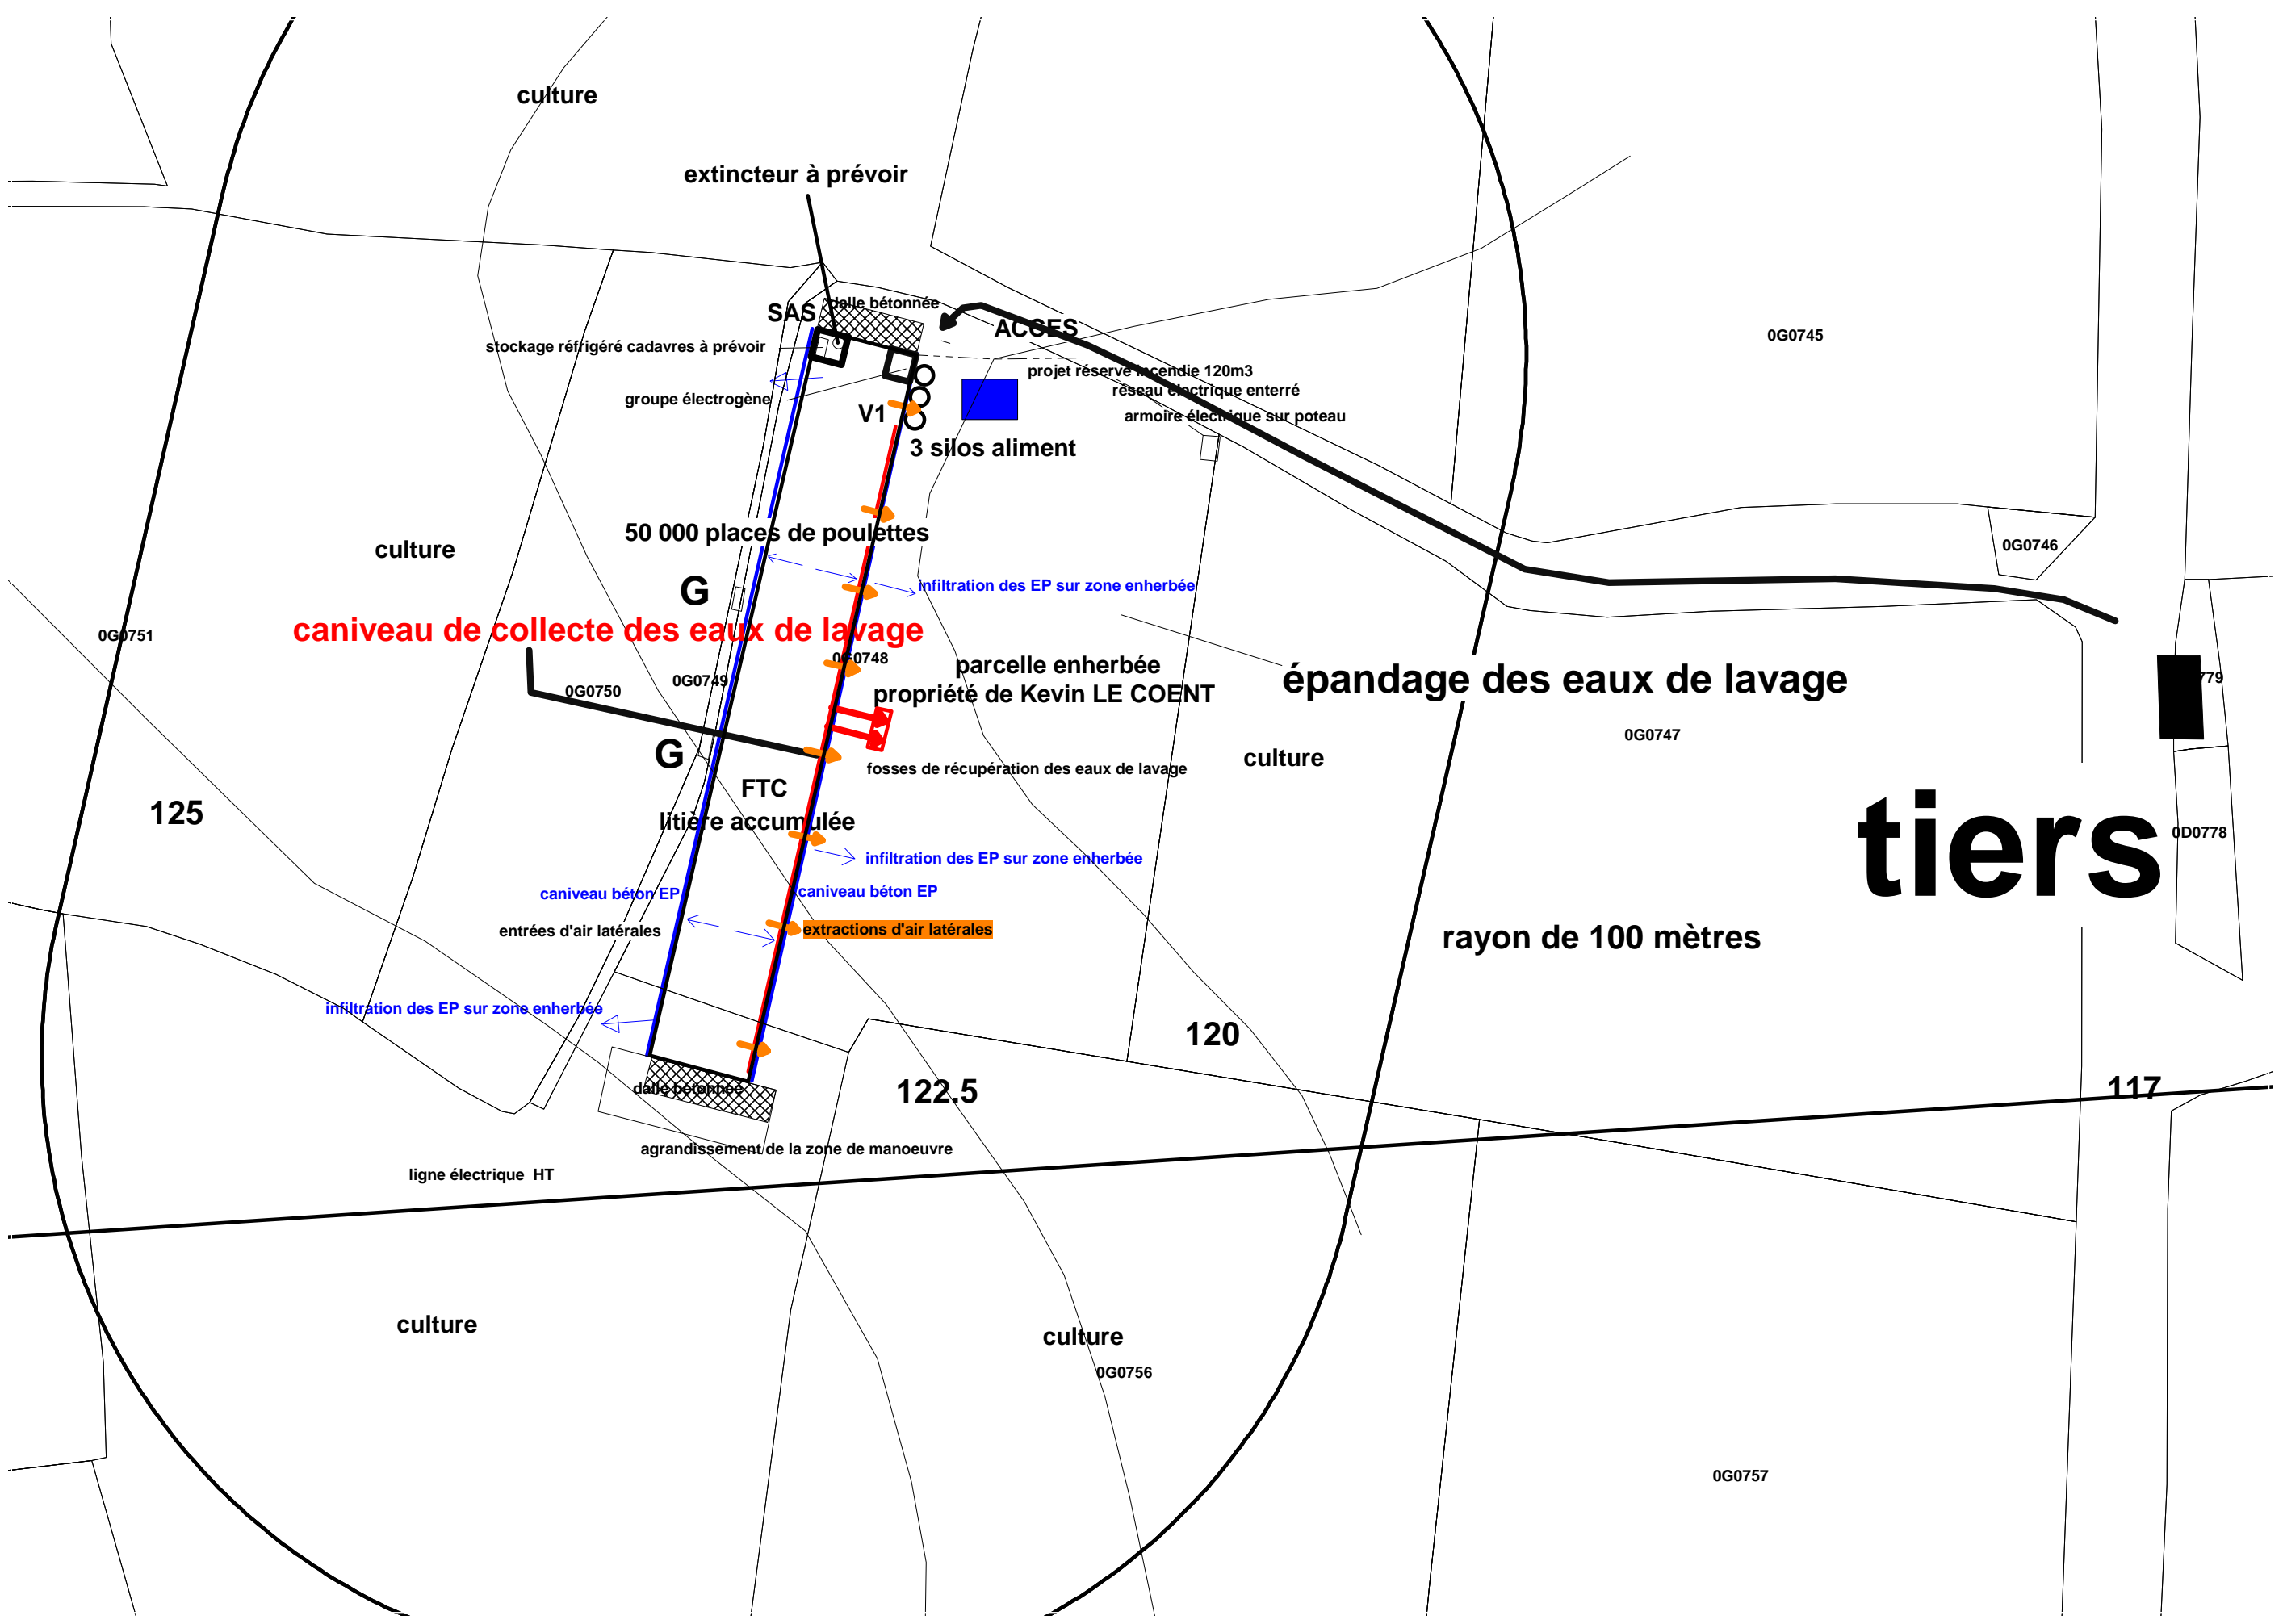 culture
extincteur à prévoir
SAS
dalle bétonnée
ACCES
0G0745
stockage réfrigéré cadavres à prévoir
projet réserve incendie 120m3
réseau électrique enterré
groupe électrogène
armoire électrique sur poteau
V1
3 silos aliment
50 000 places de poulettes
culture
0G0746
G
infiltration des EP sur zone enherbée
caniveau de collecte des eaux de lavage
0G0751
0G0748
parcelle enherbée
propriété de Kevin LE COENT
épandage des eaux de lavage
0G0749
0G0750
779
0G0747
G
culture
fosses de récupération des eaux de lavage
FTC
litière accumulée
125
tiers
0D0778
infiltration des EP sur zone enherbée
caniveau béton EP
caniveau béton EP
entrées d'air latérales
extractions d'air latérales
rayon de 100 mètres
infiltration des EP sur zone enherbée
120
dalle bétonnée
122.5
117
agrandissement de la zone de manoeuvre
ligne électrique  HT
culture
culture
0G0756
0G0757